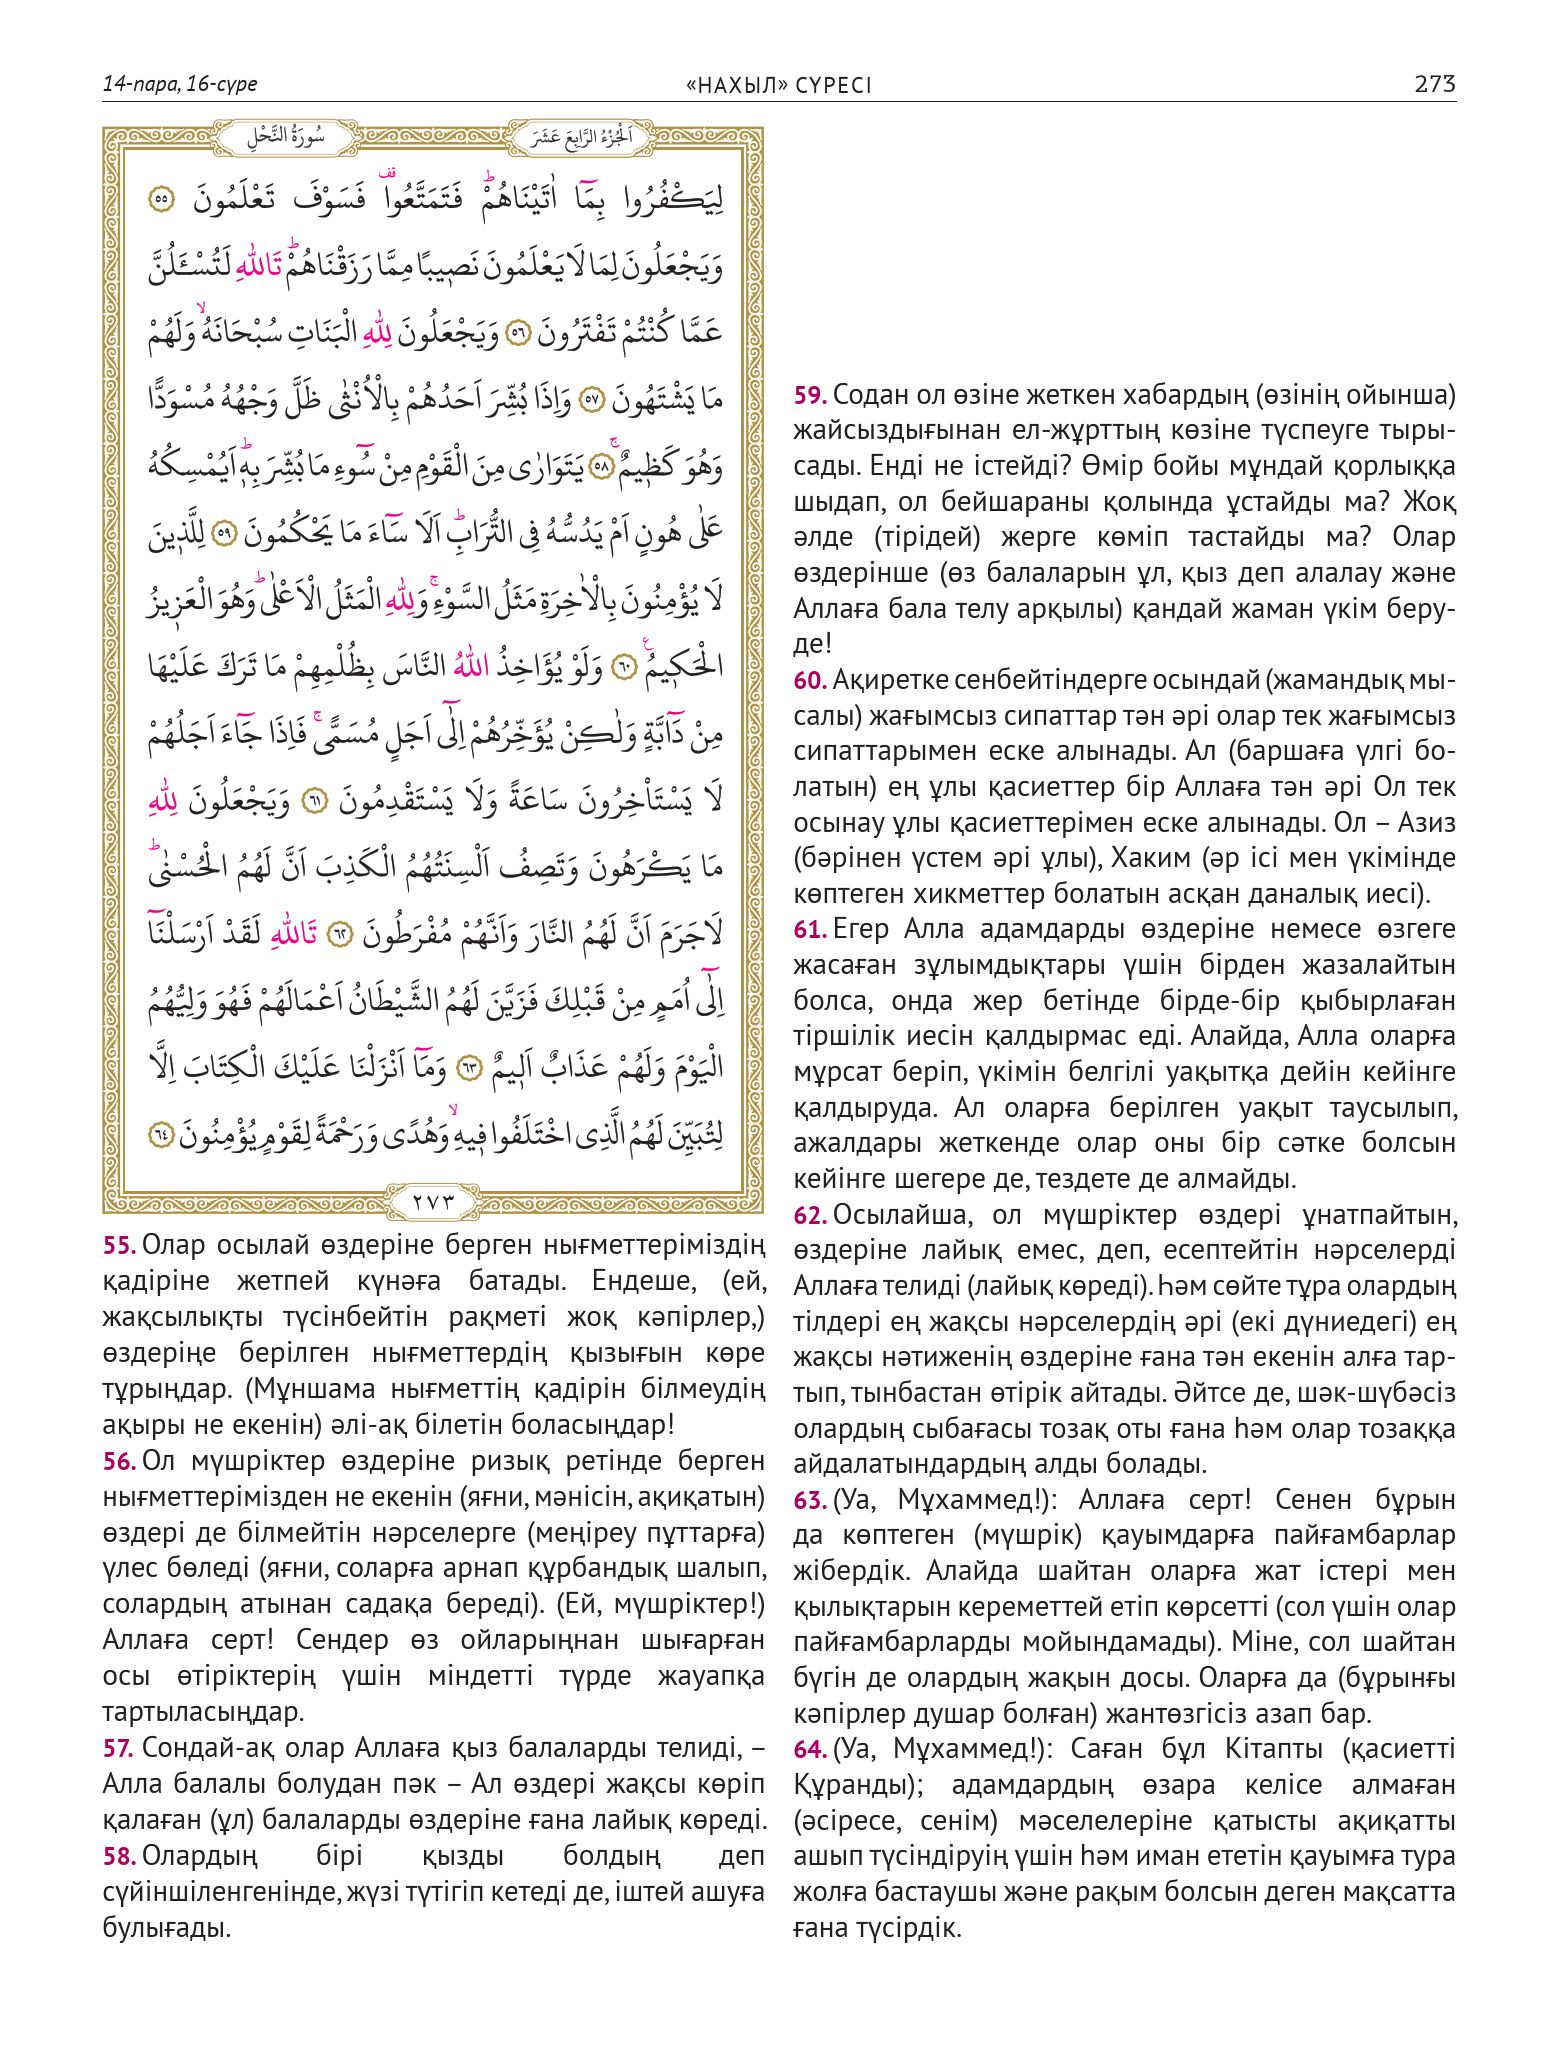 14-пара, 16-сүре
«НАХЫЛ» СҮРЕСІ
273
اَلْجُزْءُ الرَّابِعَ عَشَرَ
سُورَةُ النَّحْلِ
لِيَكْفُرُوا بِمَٓا اٰتَيْنَاهُمْۜ فَتَمَتَّعُوا۠ فَسَوْفَ تَعْلَمُونَ ﴿٥٥﴾
وَيَجْعَلُونَ لِمَا لَا يَعْلَمُونَ نَصٖيبًا مِمَّا رَزَقْنَاهُمْۜ تَاللّٰهِ لَتُسْـَٔلُنَّ
عَمَّا كُنْتُمْ تَفْتَرُونَ ﴿٥٦﴾ وَيَجْعَلُونَ لِلّٰهِ الْبَنَاتِ سُبْحَانَهُۙ وَلَهُمْ
مَا يَشْتَهُونَ ﴿٥٧﴾ وَاِذَا بُشِّرَ اَحَدُهُمْ بِالْاُنْثٰى ظَلَّ وَجْهُهُ مُسْوَدًّا
وَهُوَ كَظٖيمٌۚ ﴿٥٨﴾ يَتَوَارٰى مِنَ الْقَوْمِ مِنْ سُٓوءِ مَا بُشِّرَ بِهٖۜ اَيُمْسِكُهُ
عَلٰى هُونٍ اَمْ يَدُسُّهُ فِى التُّرَابِۜ اَلَا سَٓاءَ مَا يَحْكُمُونَ ﴿٥٩﴾ لِلَّذٖينَ
لَا يُؤْمِنُونَ بِالْاٰخِرَةِ مَثَلُ السَّوْءِۚ وَلِلّٰهِ الْمَثَلُ الْاَعْلٰىۜ وَهُوَ الْعَزٖيزُ
الْحَكٖيمُ ﴿٦٠﴾ وَلَوْ يُؤَاخِذُ اللّٰهُ النَّاسَ بِظُلْمِهِمْ مَا تَرَكَ عَلَيْهَا
مِنْ دَٓابَّةٍ وَلٰكِنْ يُؤَخِّرُهُمْ اِلٰٓى اَجَلٍ مُسَمًّىۚ فَاِذَا جَٓاءَ اَجَلُهُمْ
لَا يَسْتَأْخِرُونَ سَاعَةً وَلَا يَسْتَقْدِمُونَ ﴿٦١﴾ وَيَجْعَلُونَ لِلّٰهِ
مَا يَكْرَهُونَ وَتَصِفُ اَلْسِنَتُهُمُ الْكَذِبَ اَنَّ لَهُمُ الْحُسْنٰىۜ
لَاجَرَمَ اَنَّ لَهُمُ النَّارَ وَاَنَّهُمْ مُفْرَطُونَ ﴿٦٢﴾ تَاللّٰهِ لَقَدْ اَرْسَلْنَٓا
اِلٰٓى اُمَمٍ مِنْ قَبْلِكَ فَزَيَّنَ لَهُمُ الشَّيْطَانُ اَعْمَالَهُمْ فَهُوَ وَلِيُّهُمُ
الْيَوْمَ وَلَهُمْ عَذَابٌ اَلٖيمٌ ﴿٦٣﴾ وَمَٓا اَنْزَلْنَا عَلَيْكَ الْكِتَابَ اِلَّا
لِتُبَيِّنَ لَهُمُ الَّذِى اخْتَلَفُوا فٖيهِۙ وَهُدًى وَرَحْمَةً لِقَوْمٍ يُؤْمِنُونَ ﴿٦٤﴾
٢٧٣
55. Олар осылай өздеріне берген нығметтеріміздің
қадіріне жетпей күнәға батады. Ендеше, (ей,
жақсылықты түсінбейтін рақметі жоқ кәпірлер,)
өздеріңе берілген нығметтердің қызығын көре
тұрыңдар. (Мұншама нығметтің қадірін білмеудің
ақыры не екенін) әлі-ақ білетін боласыңдар!
56. Ол мүшріктер өздеріне ризық ретінде берген
нығметтерімізден не екенін (яғни, мәнісін, ақиқатын)
өздері де білмейтін нәрселерге (меңіреу пұттарға)
үлес бөледі (яғни, соларға арнап құрбандық шалып,
солардың атынан садақа береді). (Ей, мүшріктер!)
Аллаға серт! Сендер өз ойларыңнан шығарған
осы өтіріктерің үшін міндетті түрде жауапқа
тартыласыңдар.
57. Сондай-ақ олар Аллаға қыз балаларды телиді, –
Алла балалы болудан пәк – Ал өздері жақсы көріп
қалаған (ұл) балаларды өздеріне ғана лайық көреді.
58. Олардың бірі қызды болдың деп
сүйіншіленгенінде, жүзі түтігіп кетеді де, іштей ашуға
булығады.
59. Содан ол өзіне жеткен хабардың (өзінің ойынша)
жайсыздығынан ел-жұрттың көзіне түспеуге тыры-
сады. Енді не істейді? Өмір бойы мұндай қорлыққа
шыдап, ол бейшараны қолында ұстайды ма? Жоқ
әлде (тірідей) жерге көміп тастайды ма? Олар
өздерінше (өз балаларын ұл, қыз деп алалау және
Аллаға бала телу арқылы) қандай жаман үкім беру-
де!
60. Ақиретке сенбейтіндерге осындай (жамандық мы-
салы) жағымсыз сипаттар тән әрі олар тек жағымсыз
сипаттарымен еске алынады. Ал (баршаға үлгі бо-
латын) ең ұлы қасиеттер бір Аллаға тән әрі Ол тек
осынау ұлы қасиеттерімен еске алынады. Ол – Азиз
(бәрінен үстем әрі ұлы), Хаким (әр ісі мен үкімінде
көптеген хикметтер болатын асқан даналық иесі).
61. Егер Алла адамдарды өздеріне немесе өзгеге
жасаған зұлымдықтары үшін бірден жазалайтын
болса, онда жер бетінде бірде-бір қыбырлаған
тіршілік иесін қалдырмас еді. Алайда, Алла оларға
мұрсат беріп, үкімін белгілі уақытқа дейін кейінге
қалдыруда. Ал оларға берілген уақыт таусылып,
ажалдары жеткенде олар оны бір сәтке болсын
кейінге шегере де, тездете де алмайды.
62. Осылайша, ол мүшріктер өздері ұнатпайтын,
өздеріне лайық емес, деп, есептейтін нәрселерді
Аллаға телиді (лайық көреді). Һәм сөйте тұра олардың
тілдері ең жақсы нәрселердің әрі (екі дүниедегі) ең
жақсы нәтиженің өздеріне ғана тән екенін алға тар-
тып, тынбастан өтірік айтады. Әйтсе де, шәк-шүбәсіз
олардың сыбағасы тозақ оты ғана һәм олар тозаққа
айдалатындардың алды болады.
63. (Уа, Мұхаммед!): Аллаға серт! Сенен бұрын
да көптеген (мүшрік) қауымдарға пайғамбарлар
жібердік. Алайда шайтан оларға жат істері мен
қылықтарын кереметтей етіп көрсетті (сол үшін олар
пайғамбарларды мойындамады). Міне, сол шайтан
бүгін де олардың жақын досы. Оларға да (бұрынғы
кәпірлер душар болған) жантөзгісіз азап бар.
64. (Уа, Мұхаммед!): Саған бұл Кітапты (қасиетті
Құранды); адамдардың өзара келісе алмаған
(әсіресе, сенім) мәселелеріне қатысты ақиқатты
ашып түсіндіруің үшін һәм иман ететін қауымға тура
жолға бастаушы және рақым болсын деген мақсатта
ғана түсірдік.